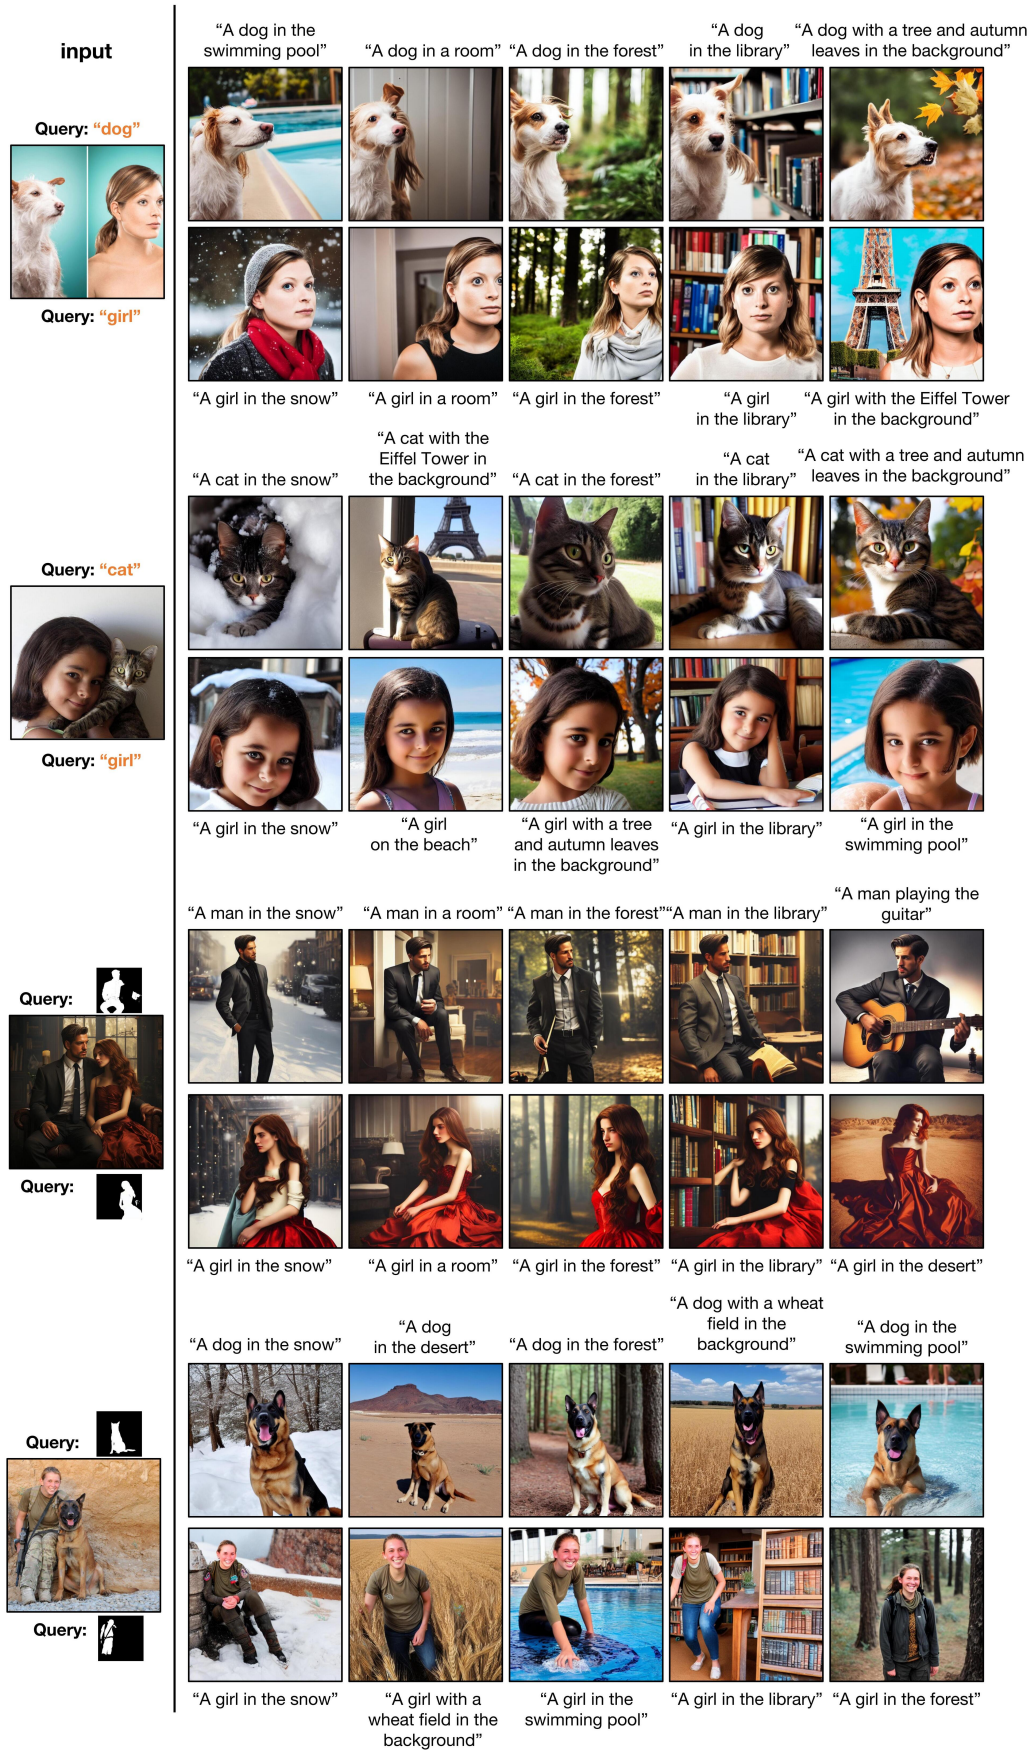 input
“A dog in the
swimming pool”
“A dog in a room”
“A dog in the forest”
“A dog
in the library”
“A dog with a tree and autumn
leaves in the background”
Query: “dog”
Query: “girl”
“A girl in the snow”
“A girl in a room”
“A girl in the forest”
“A girl
in the library”
“A girl with the Eiffel Tower
in the background”
“A cat in the snow”
“A cat with the
Eiffel Tower in
the background”
“A cat in the forest”
“A cat
in the library”
“A cat with a tree and autumn
leaves in the background”
Query: “cat”
Query: “girl”
“A girl in the snow”
“A girl
on the beach”
“A girl with a tree
and autumn leaves
in the background”
“A girl in the library”
“A girl in the
swimming pool”
“A man in the snow”
“A man in a room”
“A man in the forest”
“A man in the library”
“A man playing the
guitar”
Query:
Query:
“A girl in the snow”
“A girl in a room”
“A girl in the forest”
“A girl in the library”
“A girl in the desert”
“A dog in the snow”
“A dog
in the desert”
“A dog in the forest”
“A dog with a wheat
field in the
background”
“A dog in the
swimming pool”
Query:
Query:
“A girl in the snow”
“A girl with a
wheat field in the
background”
“A girl in the
swimming pool”
“A girl in the library”
“A girl in the forest”